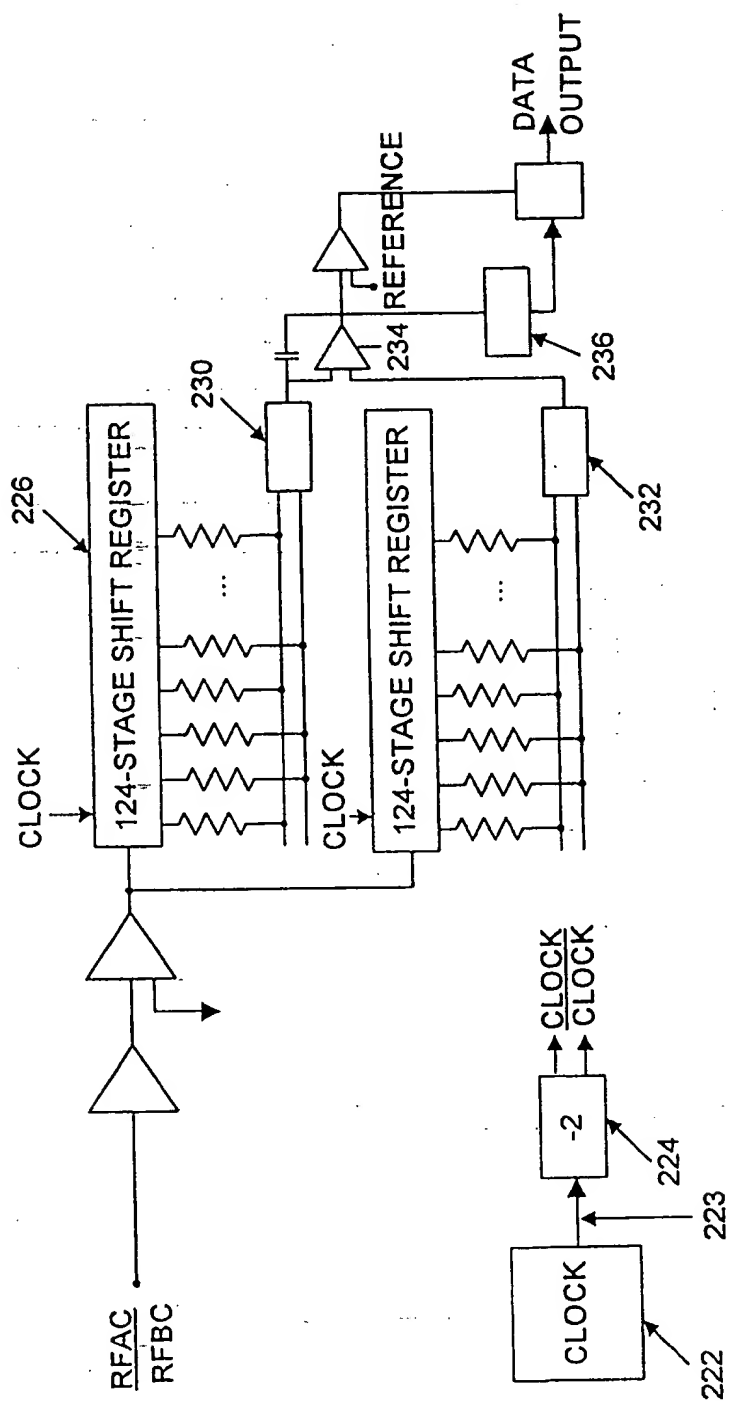 RFAC
RFBC
CLOCK
226
124-STAGE SHIFT REGISTER
...
230
CLOCK
124-STAGE SHIFT REGISTER
...
232
234
REFERENCE
236
DATA
OUTPUT
CLOCK
222
223
-2
224
CLOCK
CLOCK